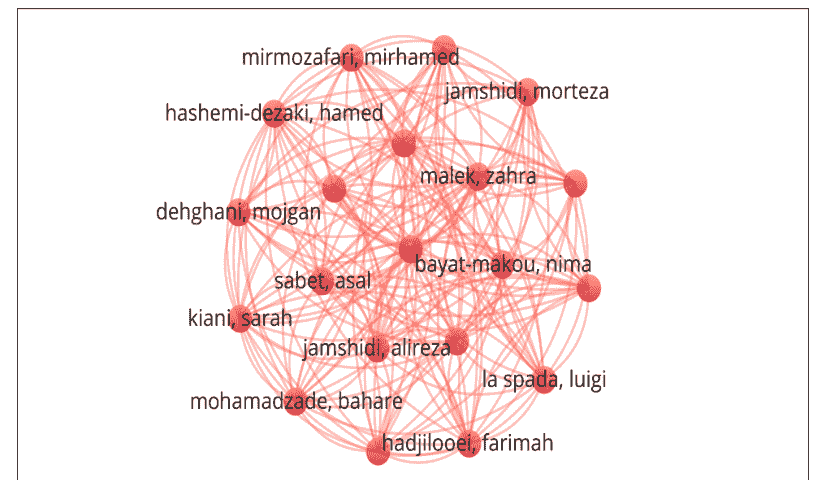 mirmozafari, mirhamed
jamshidi, morteza
hashemi-dezaki, hamed
malek, zahra
dehghani, mojgan
bayat-makou, nima
sabet, asal
kiani, sarah
jamshidi, alireza
la spada, luigi
mohamadzade, bahare
hadjilooei, farimah